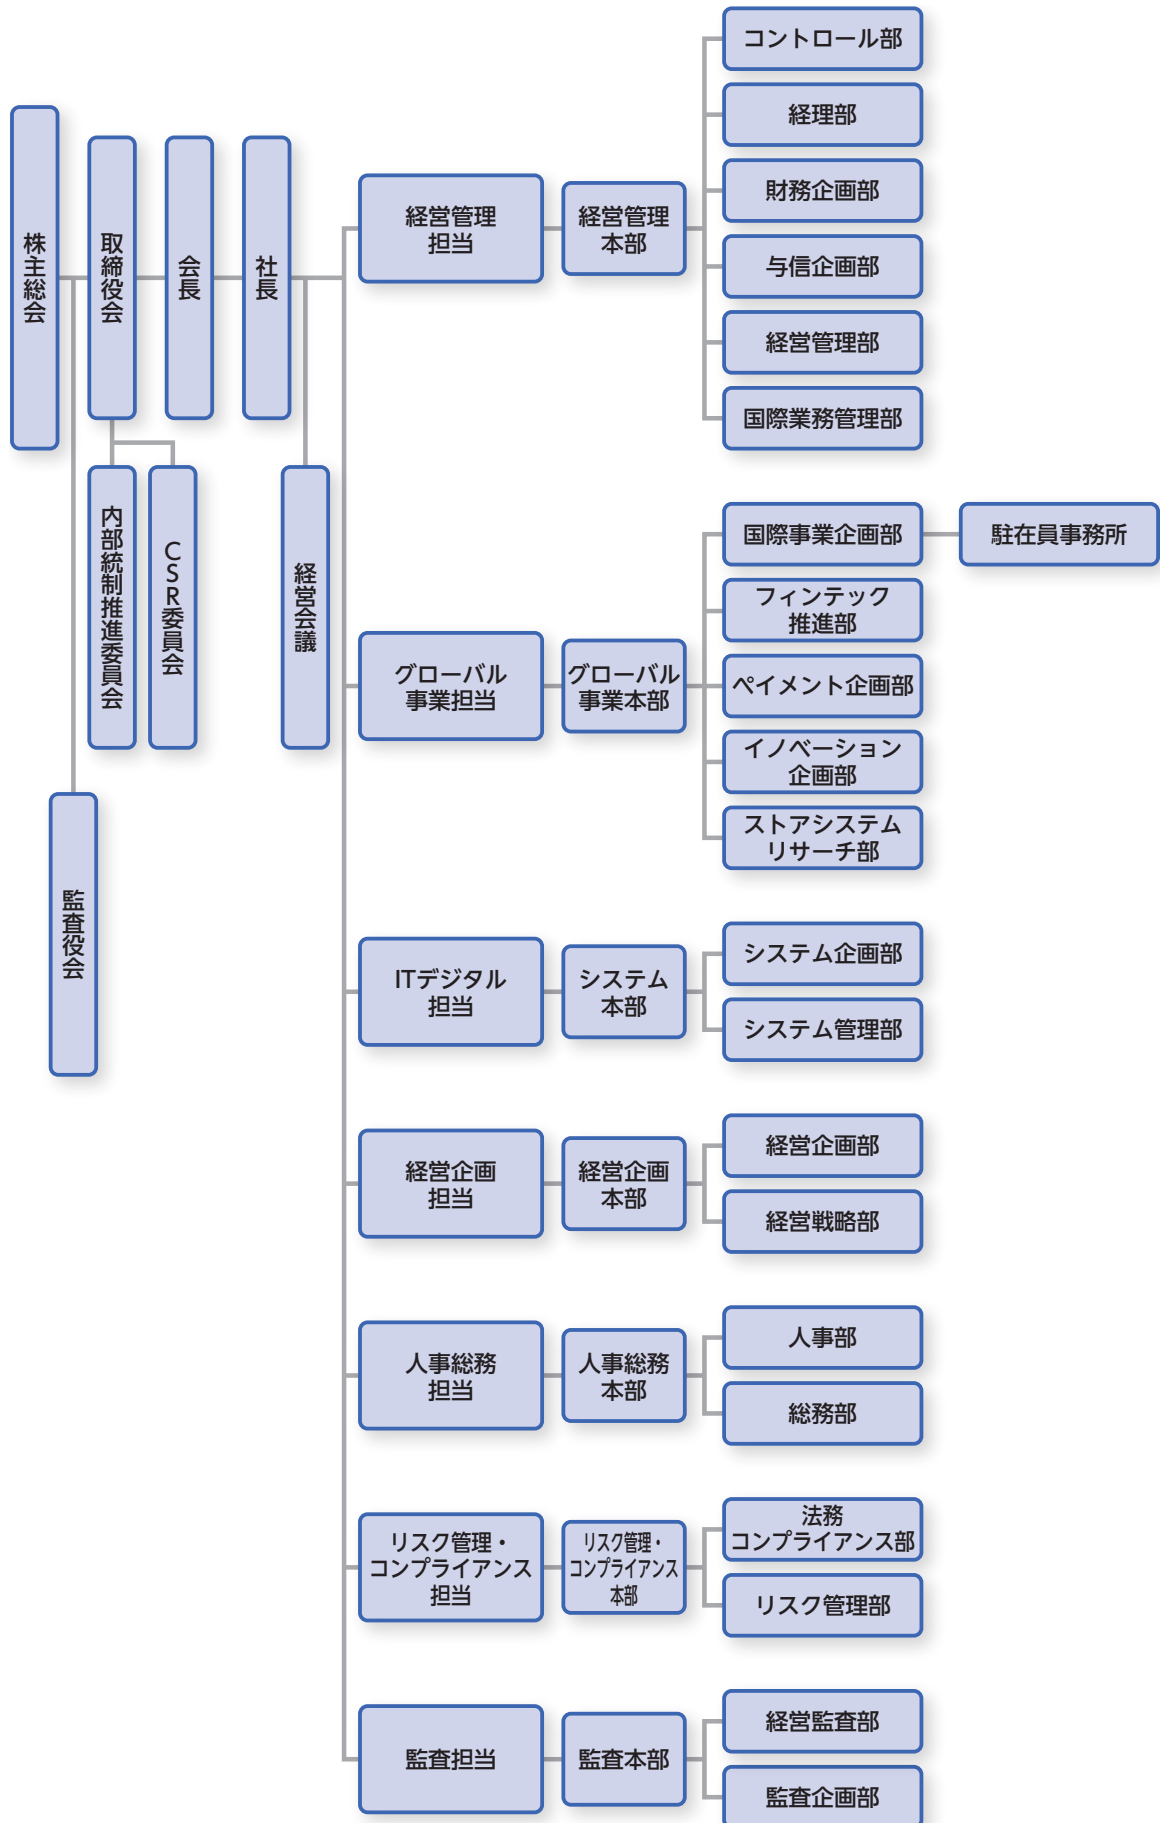 株主総会
取締役会
会長
社長
内部統制推進委員会
CSR委員会
経営会議
監査役会
経営管理
担当
経営管理
本部
コントロール部
経理部
財務企画部
与信企画部
経営管理部
国際業務管理部
グローバル
事業担当
グローバル
事業本部
国際事業企画部
駐在員事務所
フィンテック
推進部
ペイメント企画部
イノベーション
企画部
ストアシステム
リサーチ部
ITデジタル
担当
システム
本部
システム企画部
システム管理部
経営企画
担当
経営企画
本部
経営企画部
経営戦略部
人事総務
担当
人事総務
本部
人事部
総務部
リスク管理・
コンプライアンス
担当
リスク管理・
コンプライアンス
本部
法務
コンプライアンス部
リスク管理部
監査担当
監査本部
経営監査部
監査企画部